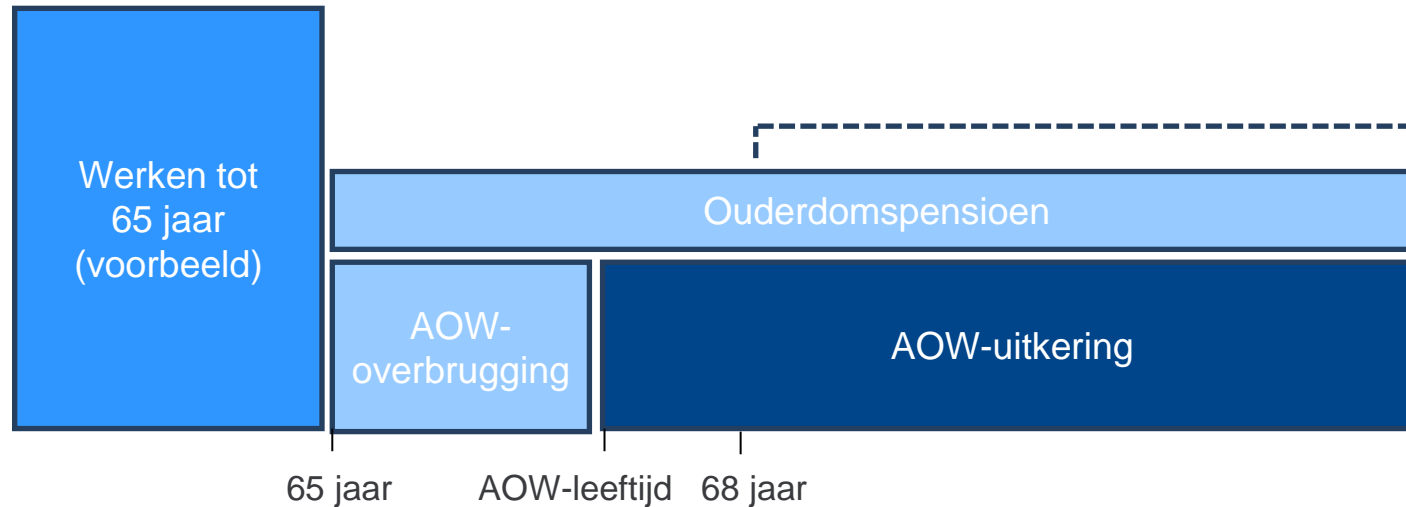 Werken tot
65 jaar
(voorbeeld)
Ouderdomspensioen
AOW-
overbrugging
AOW-uitkering
65 jaar
AOW-leeftijd
68 jaar